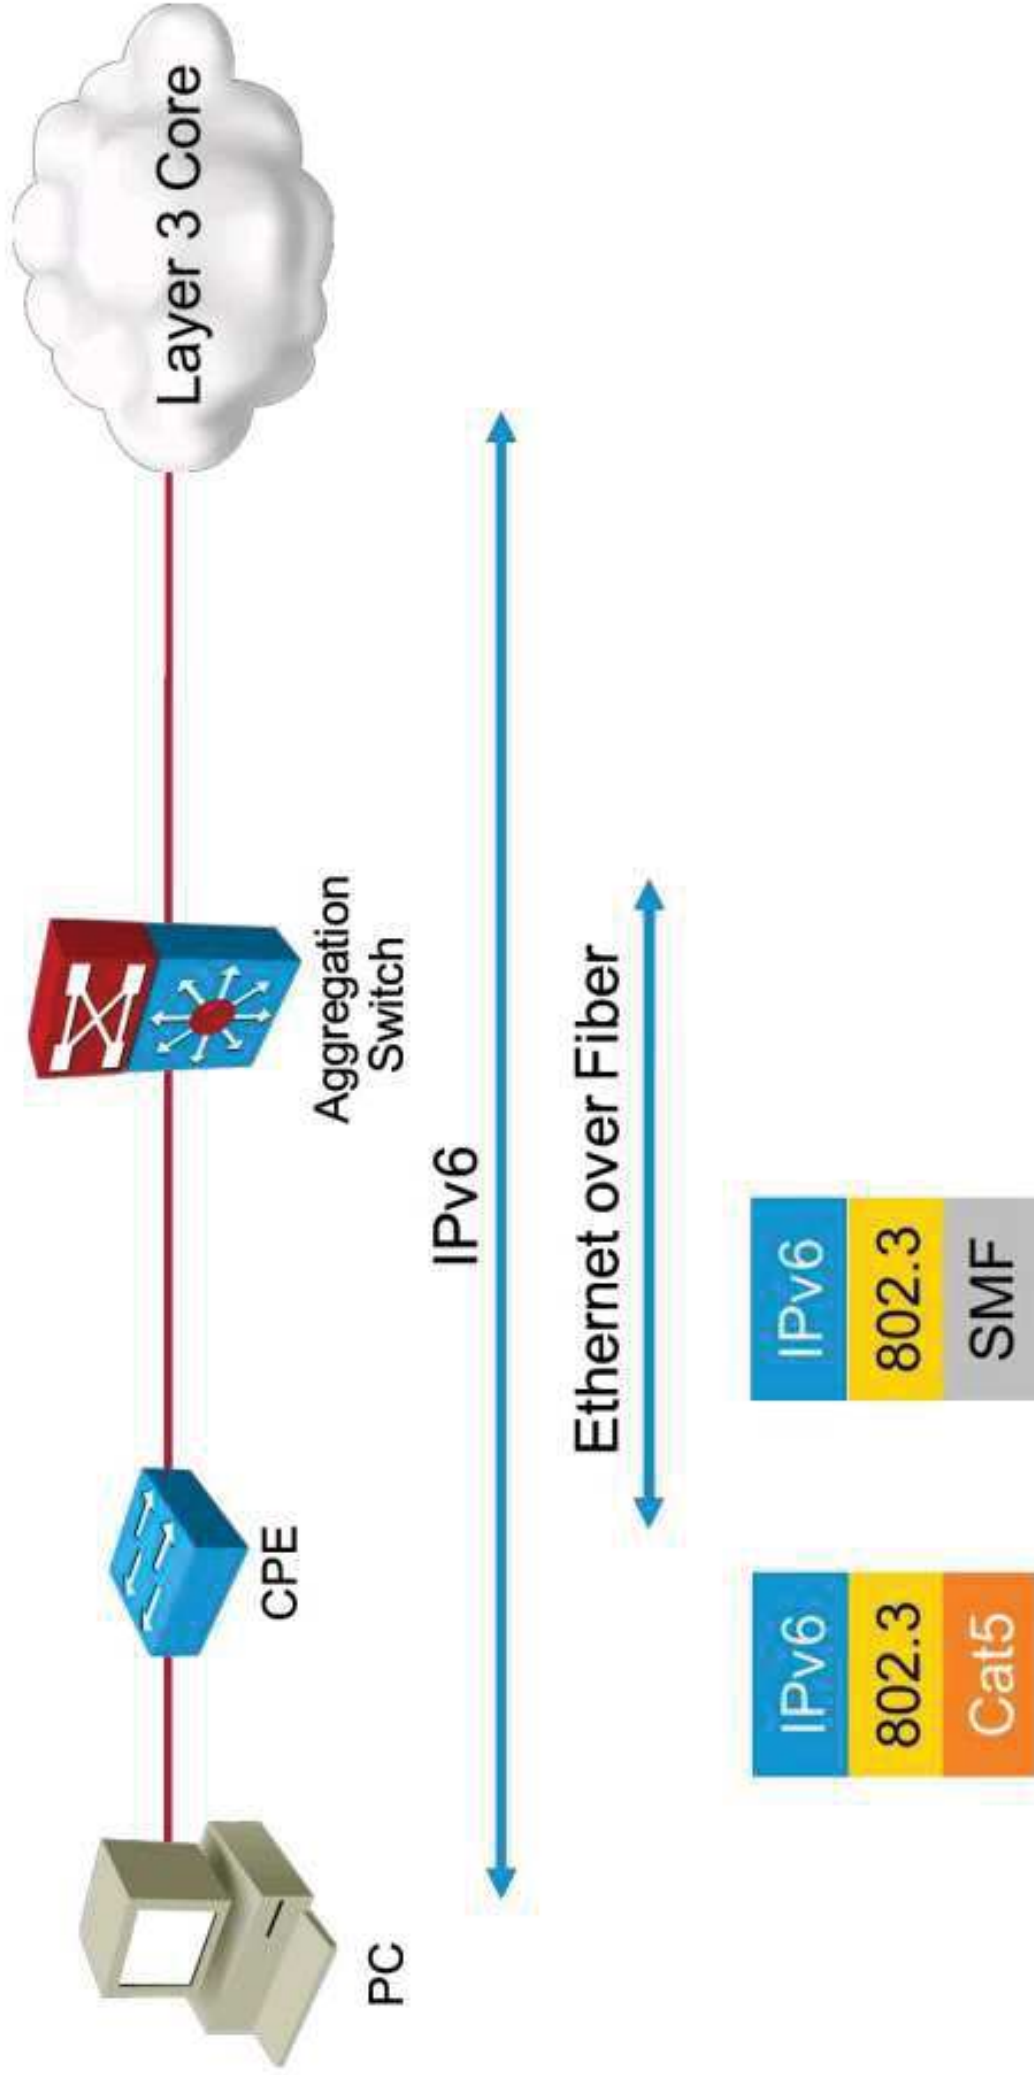 Layer 3 Core
Aggregation
Switch
CPE
PC
IPv6
Ethernet over Fiber
IPv6
802.3
Cat5
IPv6
802.3
SMF